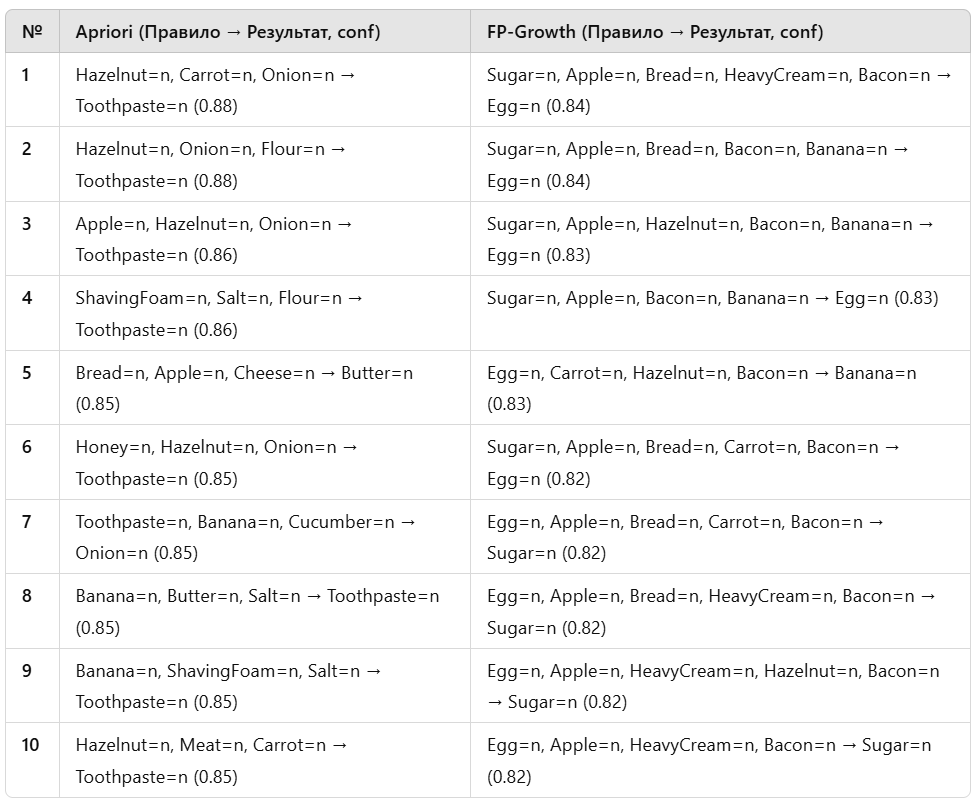 № Apriori (Правило → Результат, conf) FP-Growth (Правило → Результат, conf)
1 Hazelnut=n, Carrot=n, Onion=n → Sugar=n, Apple=n, Bread=n, HeavyCream=n, Bacon=n →
Toothpaste=n (0.88) Egg=n (0.84)
2 Hazelnut=n, Onion=n, Flour=n → Sugar=n, Apple=n, Bread=n, Bacon=n, Banana=n →
Toothpaste=n (0.88) Egg=n (0.84)
3 Apple=n, Hazelnut=n, Onion=n → Sugar=n, Apple=n, Hazelnut=n, Bacon=n, Banana=n →
Toothpaste=n (0.86) Egg=n (0.83)
4 ShavingFoam=n, Salt=n, Flour=n → Sugar=n, Apple=n, Bacon=n, Banana=n → Egg=n (0.83)
Toothpaste=n (0.86)
5 Bread=n, Apple=n, Cheese=n → Butter=n Egg=n, Carrot=n, Hazelnut=n, Bacon=n → Banana=n
(0.85) (0.83)
6 Honey=n, Hazelnut=n, Onion=n → Sugar=n, Apple=n, Bread=n, Carrot=n, Bacon=n →
Toothpaste=n (0.85) Egg=n (0.82)
7 Toothpaste=n, Banana=n, Cucumber=n → Egg=n, Apple=n, Bread=n, Carrot=n, Bacon=n →
Onion=n (0.85) Sugar=n (0.82)
8 Banana=n, Butter=n, Salt=n → Toothpaste=n Egg=n, Apple=n, Bread=n, HeavyCream=n, Bacon=n →
(0.85) Sugar=n (0.82)
9 Banana=n, ShavingFoam=n, Salt=n → Egg=n, Apple=n, HeavyCream=n, Hazelnut=n, Bacon=n
Toothpaste=n (0.85) → Sugar=n (0.82)
10 Hazelnut=n, Meat=n, Carrot=n → Egg=n, Apple=n, HeavyCream=n, Bacon=n → Sugar=n
Toothpaste=n (0.85) (0.82)